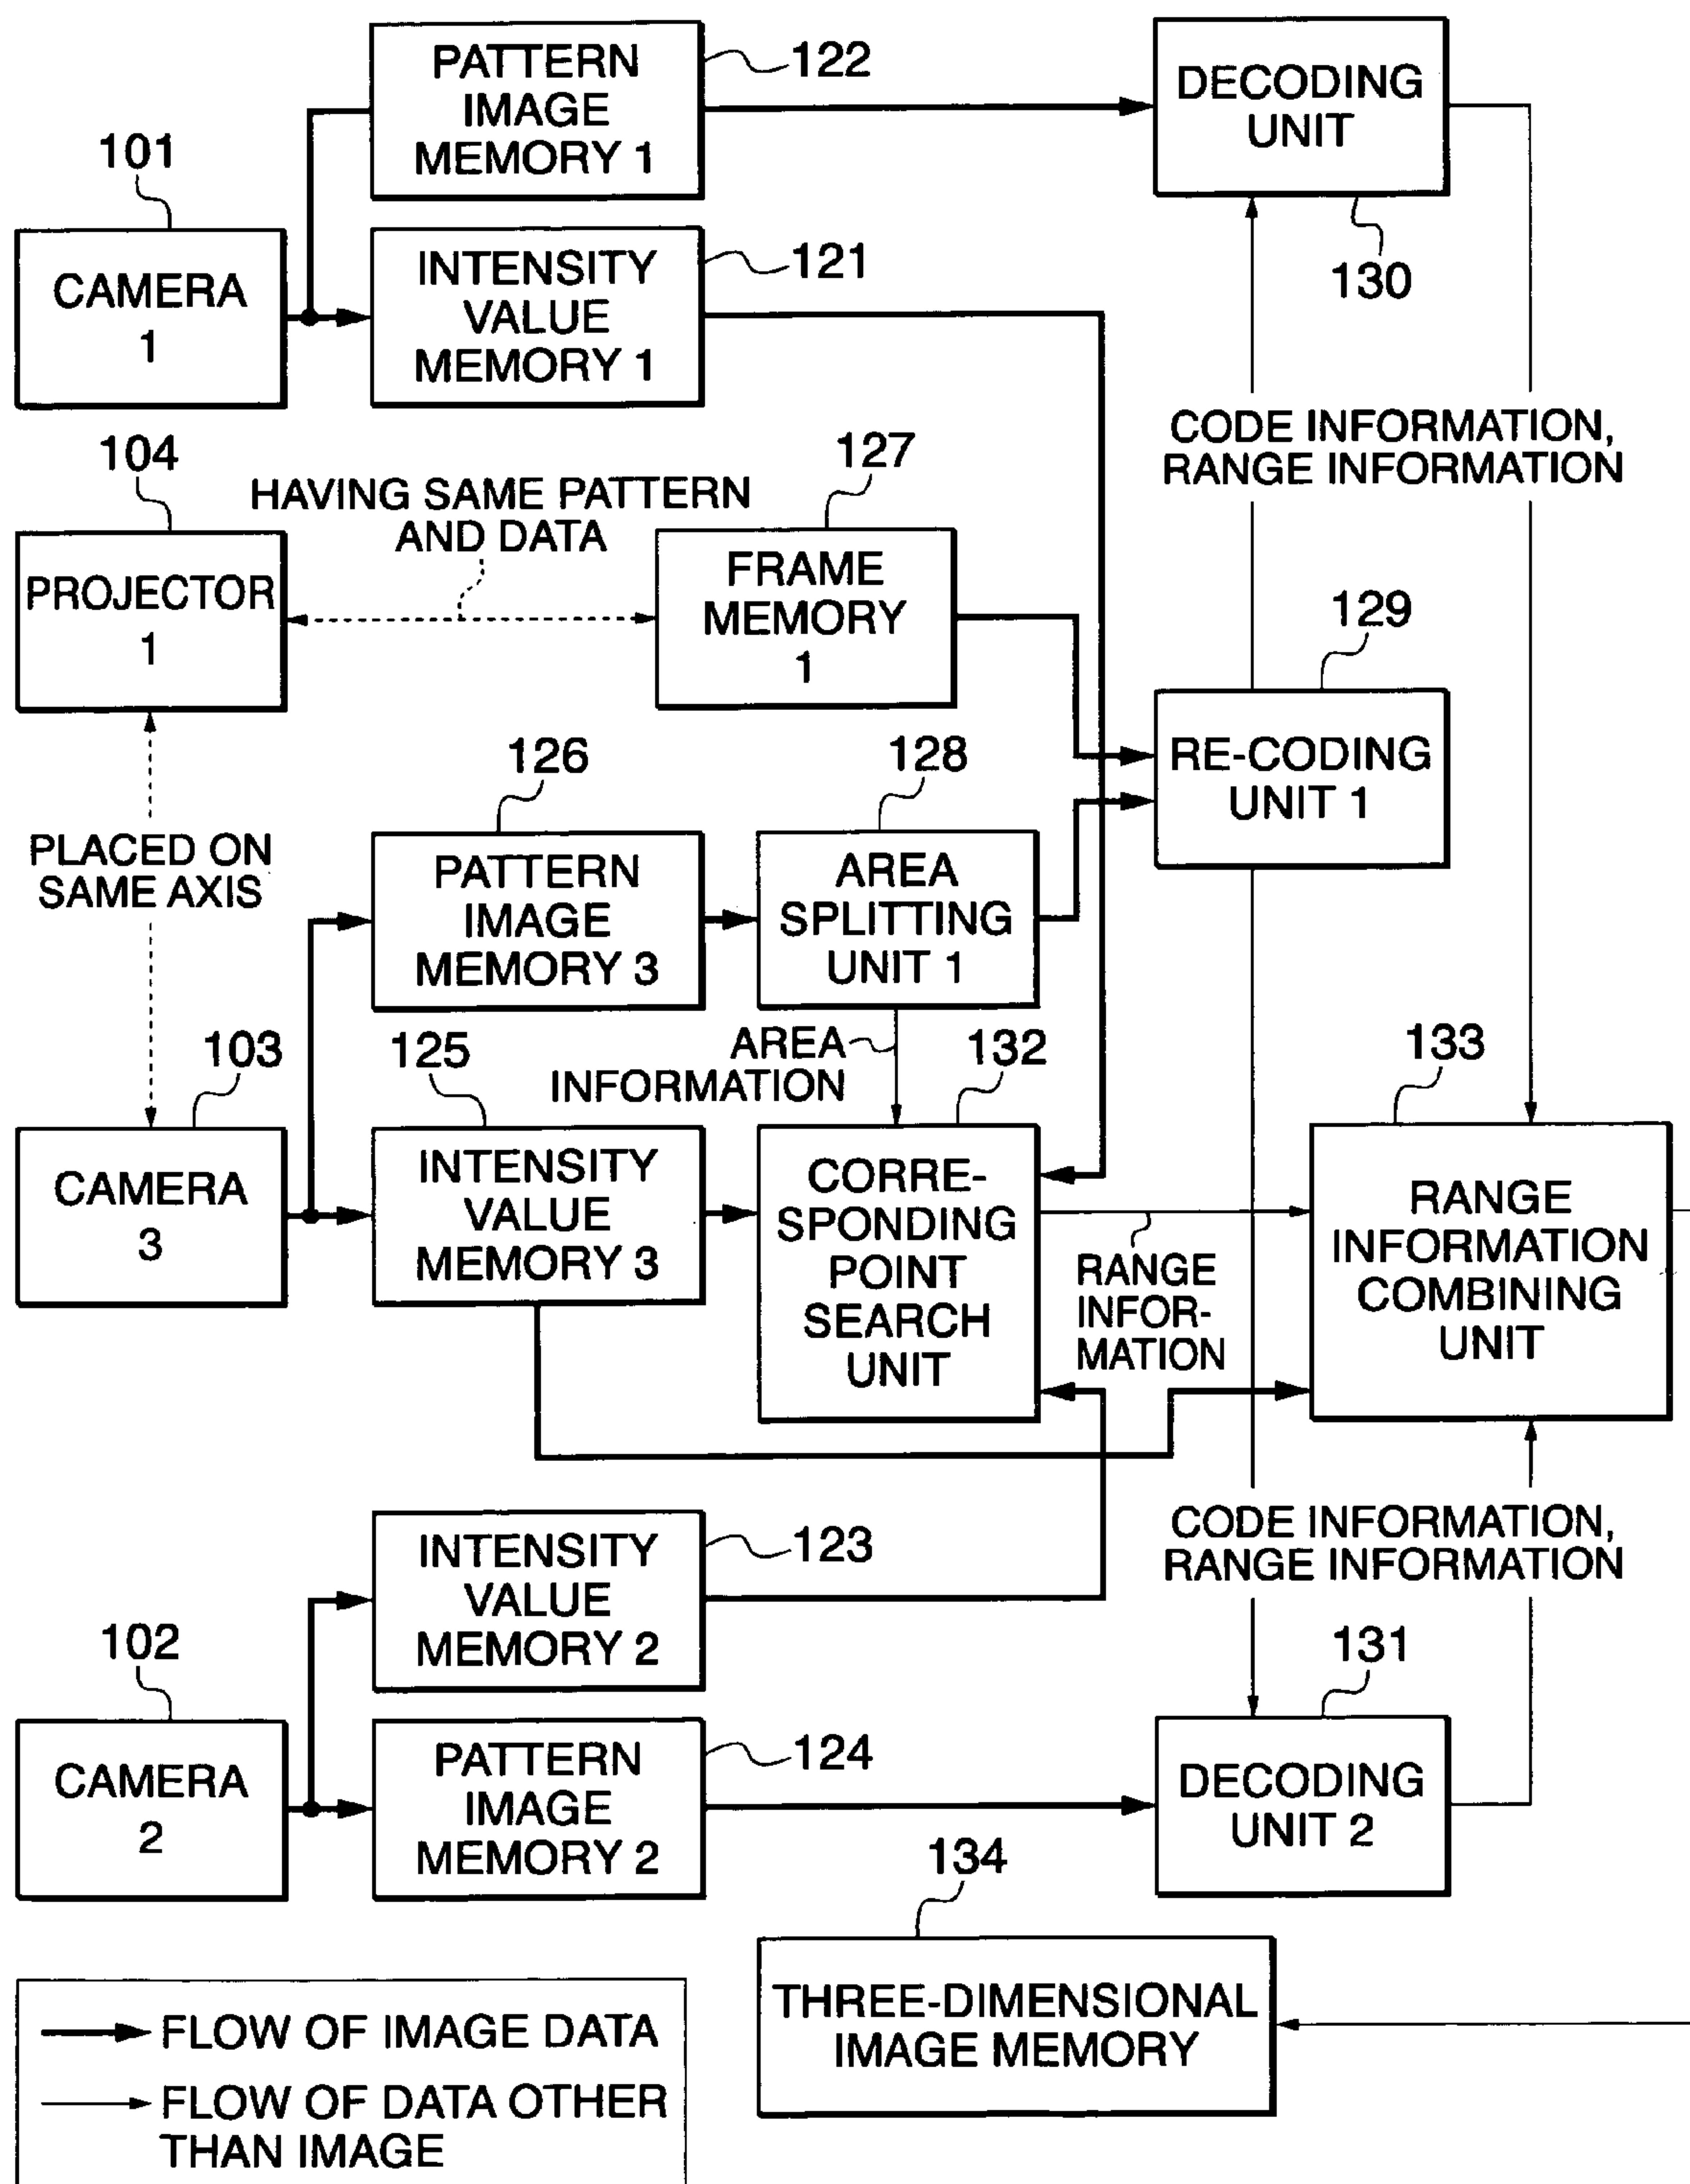 PATTERN
IMAGE
MEMORY 1
122
DECODING
UNIT
130
101
CAMERA
1
INTENSITY
VALUE
MEMORY 1
121
CODE INFORMATION,
RANGE INFORMATION
104
HAVING SAME PATTERN
AND DATA
127
PROJECTOR
1
FRAME
MEMORY
1
129
RE-CODING
UNIT 1
126
128
PLACED ON
SAME AXIS
PATTERN
IMAGE
MEMORY 3
AREA
SPLITTING
UNIT 1
103
125
AREA
INFORMATION
132
133
CAMERA
3
INTENSITY
VALUE
MEMORY 3
CORRE-
SPONDING
POINT
SEARCH
UNIT
RANGE
INFOR-
MATION
RANGE
INFORMATION
COMBINING
UNIT
INTENSITY
VALUE
MEMORY 2
123
CODE INFORMATION,
RANGE INFORMATION
102
131
CAMERA
2
PATTERN
IMAGE
MEMORY 2
124
DECODING
UNIT 2
134
THREE-DIMENSIONAL
IMAGE MEMORY
FLOW OF IMAGE DATA
FLOW OF DATA OTHER
THAN IMAGE